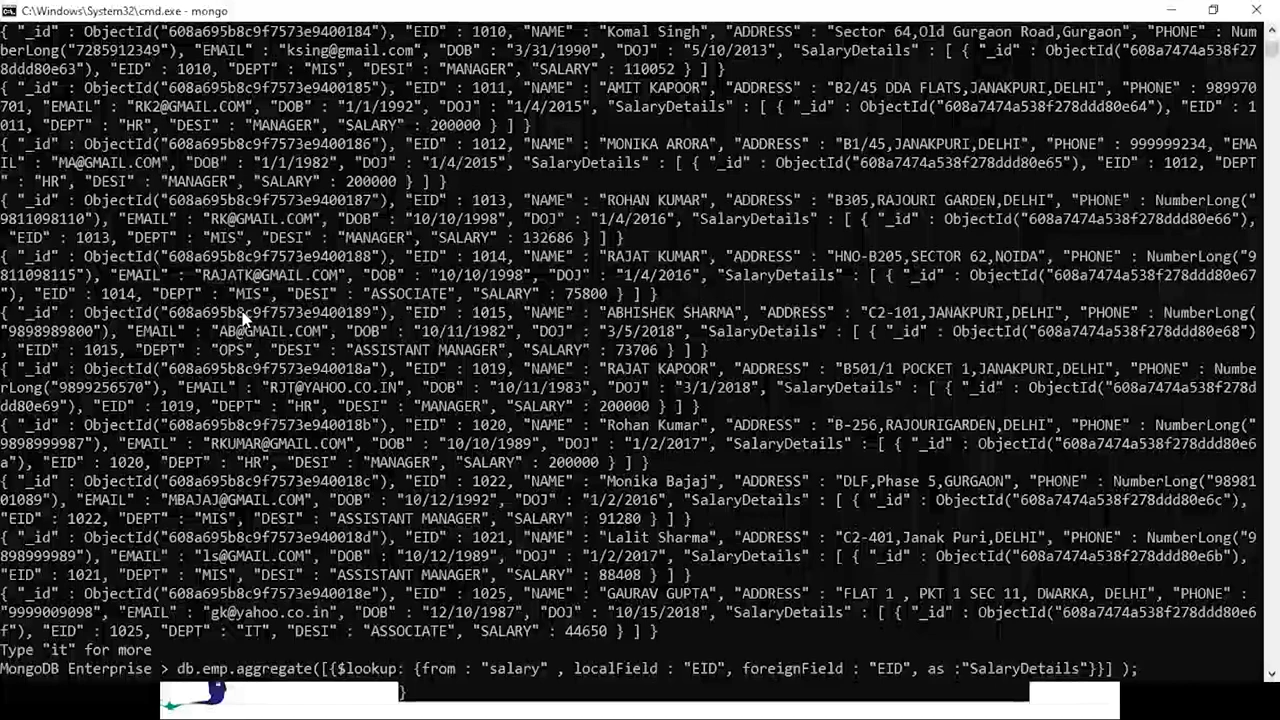 C:\Windows\System32\cmd.exe - mongo
{ "_id" : ObjectId("608a695b8c9f7573e9400184"), "EID" : 1010, "NAME" : "Komal Singh", "ADDRESS" : "Sector 64,Old Gurgaon Road,Gurgaon", "PHONE" : Num
berLong("7285912349"), "EMAIL" : "ksing@gmail.com", "DOB" : "3/31/1990", "DOJ" : "5/10/2013", "SalaryDetails" : [ { "_id" : ObjectId("608a7474a538f27
8ddd80e63"), "EID" : 1010, "DEPT" : "MIS", "DESI" : "MANAGER", "SALARY" : 110052 } ] }
{ "_id" : ObjectId("608a695b8c9f7573e9400185"), "EID" : 1011, "NAME" : "AMIT KAPOOR", "ADDRESS" : "B2/45 DDA FLATS,JANAKPURI,DELHI", "PHONE" : 989970
701, "EMAIL" : "RK2@GMAIL.COM", "DOB" : "1/1/1992", "DOJ" : "1/4/2015", "SalaryDetails" : [ { "_id" : ObjectId("608a7474a538f278ddd80e64"), "EID" : 1
011, "DEPT" : "HR", "DESI" : "MANAGER", "SALARY" : 200000 } ] }
{ "_id" : ObjectId("608a695b8c9f7573e9400186"), "EID" : 1012, "NAME" : "MONIKA ARORA", "ADDRESS" : "B1/45,JANAKPURI,DELHI", "PHONE" : 999999234, "EMA
IL" : "MA@GMAIL.COM", "DOB" : "1/1/1982", "DOJ" : "1/4/2015", "SalaryDetails" : [ { "_id" : ObjectId("608a7474a538f278ddd80e65"), "EID" : 1012, "DEPT"
 : "HR", "DESI" : "MANAGER", "SALARY" : 200000 } ] }
{ "_id" : ObjectId("608a695b8c9f7573e9400187"), "EID" : 1013, "NAME" : "ROHAN KUMAR", "ADDRESS" : "B305,RAJOURI GARDEN,DELHI", "PHONE" : NumberLong("
9811098110"), "EMAIL" : "RK@GMAIL.COM", "DOB" : "10/10/1998", "DOJ" : "1/4/2016", "SalaryDetails" : [ { "_id" : ObjectId("608a7474a538f278ddd80e66"),
 "EID" : 1013, "DEPT" : "MIS", "DESI" : "MANAGER", "SALARY" : 132686 } ] }
{ "_id" : ObjectId("608a695b8c9f7573e9400188"), "EID" : 1014, "NAME" : "RAJAT KUMAR", "ADDRESS" : "HNO-B205,SECTOR 62,NOIDA", "PHONE" : NumberLong("9
811098115"), "EMAIL" : "RAJATK@GMAIL.COM", "DOB" : "10/10/1998", "DOJ" : "1/4/2016", "SalaryDetails" : [ { "_id" : ObjectId("608a7474a538f278ddd80e67
"), "EID" : 1014, "DEPT" : "MIS", "DESI" : "ASSOCIATE", "SALARY" : 75800 } ] }
{ "_id" : ObjectId("608a695b8c9f7573e9400189"), "EID" : 1015, "NAME" : "ABHISHEK SHARMA", "ADDRESS" : "C2-101,JANAKPURI,DELHI", "PHONE" : NumberLong(
"9898989800"), "EMAIL" : "AB@GMAIL.COM", "DOB" : "10/11/1982", "DOJ" : "3/5/2018", "SalaryDetails" : [ { "_id" : ObjectId("608a7474a538f278ddd80e68")
, "EID" : 1015, "DEPT" : "OPS", "DESI" : "ASSISTANT MANAGER", "SALARY" : 73706 } ] }
{ "_id" : ObjectId("608a695b8c9f7573e940018a"), "EID" : 1019, "NAME" : "RAJAT KAPOOR", "ADDRESS" : "B501/1 POCKET 1,JANAKPURI,DELHI", "PHONE" : Numbe
rLong("9899256570"), "EMAIL" : "RJT@YAHOO.CO.IN", "DOB" : "10/11/1983", "DOJ" : "3/1/2018", "SalaryDetails" : [ { "_id" : ObjectId("608a7474a538f278d
dd80e69"), "EID" : 1019, "DEPT" : "HR", "DESI" : "MANAGER", "SALARY" : 200000 } ] }
{ "_id" : ObjectId("608a695b8c9f7573e940018b"), "EID" : 1020, "NAME" : "Rohan Kumar", "ADDRESS" : "B-256,RAJOURIGARDEN,DELHI", "PHONE" : NumberLong("
9898999987"), "EMAIL" : "RKUMAR@GMAIL.COM", "DOB" : "10/10/1989", "DOJ" : "1/2/2017", "SalaryDetails" : [ { "_id" : ObjectId("608a7474a538f278ddd80e6
a"), "EID" : 1020, "DEPT" : "HR", "DESI" : "MANAGER", "SALARY" : 200000 } ] }
{ "_id" : ObjectId("608a695b8c9f7573e940018c"), "EID" : 1022, "NAME" : "Monika Bajaj", "ADDRESS" : "DLF,Phase 5,GURGAON", "PHONE" : NumberLong("98981
01089"), "EMAIL" : "MBAJAJ@GMAIL.COM", "DOB" : "10/12/1992", "DOJ" : "1/2/2016", "SalaryDetails" : [ { "_id" : ObjectId("608a7474a538f278ddd80e6c"),
"EID" : 1022, "DEPT" : "MIS", "DESI" : "ASSISTANT MANAGER", "SALARY" : 91280 } ] }
{ "_id" : ObjectId("608a695b8c9f7573e940018d"), "EID" : 1021, "NAME" : "Lalit Sharma", "ADDRESS" : "C2-401,Janak Puri,DELHI", "PHONE" : NumberLong("9
898999989"), "EMAIL" : "ls@GMAIL.COM", "DOB" : "10/12/1989", "DOJ" : "1/2/2017", "SalaryDetails" : [ { "_id" : ObjectId("608a7474a538f278ddd80e6b"),
"EID" : 1021, "DEPT" : "MIS", "DESI" : "ASSISTANT MANAGER", "SALARY" : 88408 } ] }
{ "_id" : ObjectId("608a695b8c9f7573e940018e"), "EID" : 1025, "NAME" : "GAURAV GUPTA", "ADDRESS" : "FLAT 1 , PKT 1 SEC 11, DWARKA, DELHI", "PHONE" :
"9999009098", "EMAIL" : "gk@yahoo.co.in", "DOB" : "12/10/1987", "DOJ" : "10/15/2018", "SalaryDetails" : [ { "_id" : ObjectId("608a7474a538f278ddd80e6
f"), "EID" : 1025, "DEPT" : "IT", "DESI" : "ASSOCIATE", "SALARY" : 44650 } ] }
Type "it" for more
MongoDB Enterprise > db.emp.aggregate([{$lookup: {from : "salary" , localField : "EID", foreignField : "EID", as :"SalaryDetails"}}] );
}